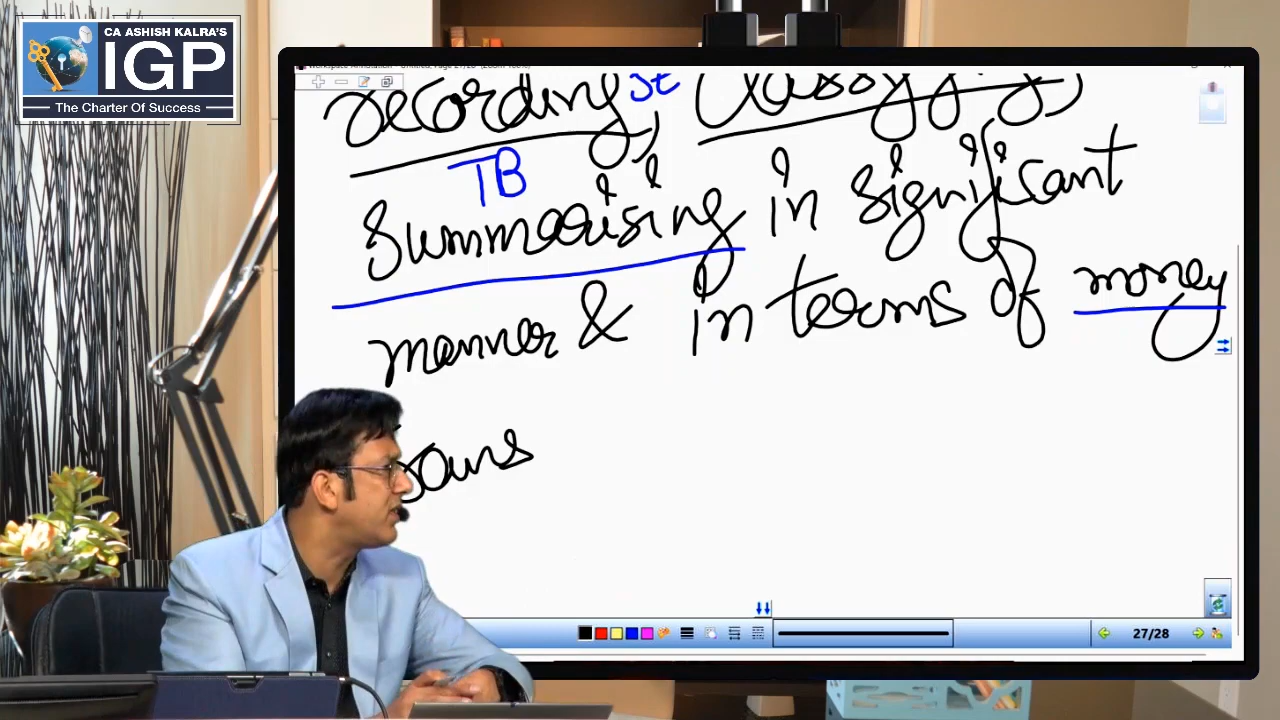 CA ASHISH KALRA'S
IGP
The Charter Of Success
recording, Classifying,
TB
Summarising in significant
manner & in terms of money
27/28